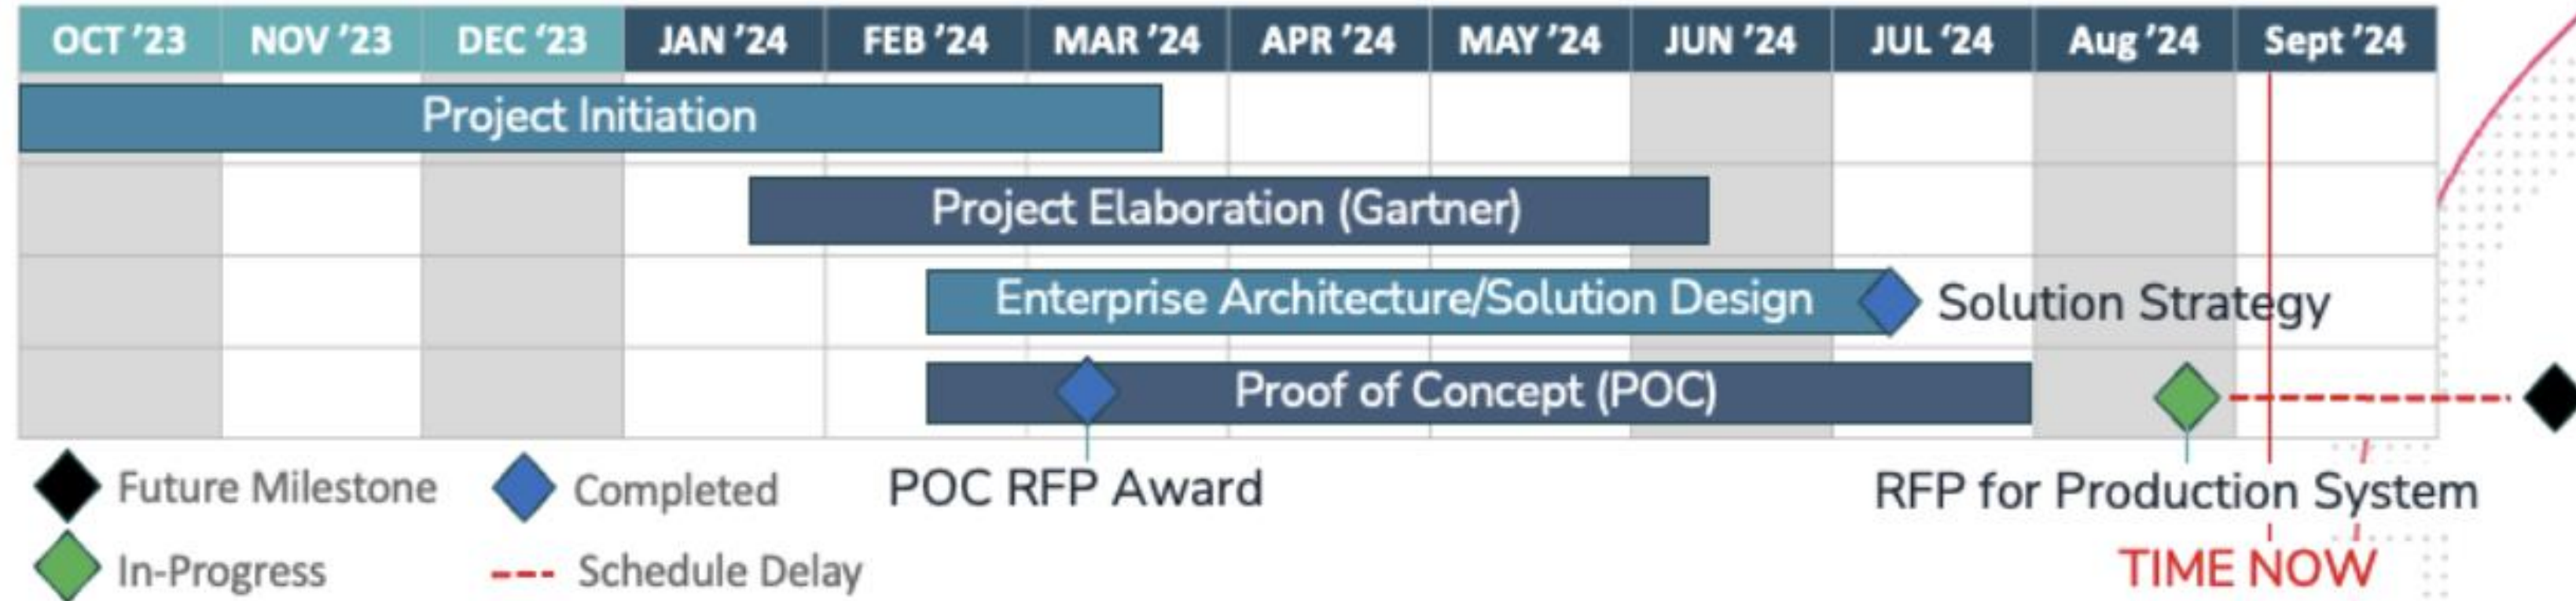 OCT ’23 NOV ’23 DEC ‘23 JAN ’24 FEB ’24 MAR ’24 APR ’24 MAY ’24 JUN ’24 JUL ‘24 Aug ’24 Sept ’24
Project Initiation
Project Elaboration (Gartner)
Enterprise Architecture/Solution Design Solution Strategy
Proof of Concept (POC)
Future Milestone Completed POC RFP Award RFP for Production System
In-Progress Schedule Delay TIME NOW